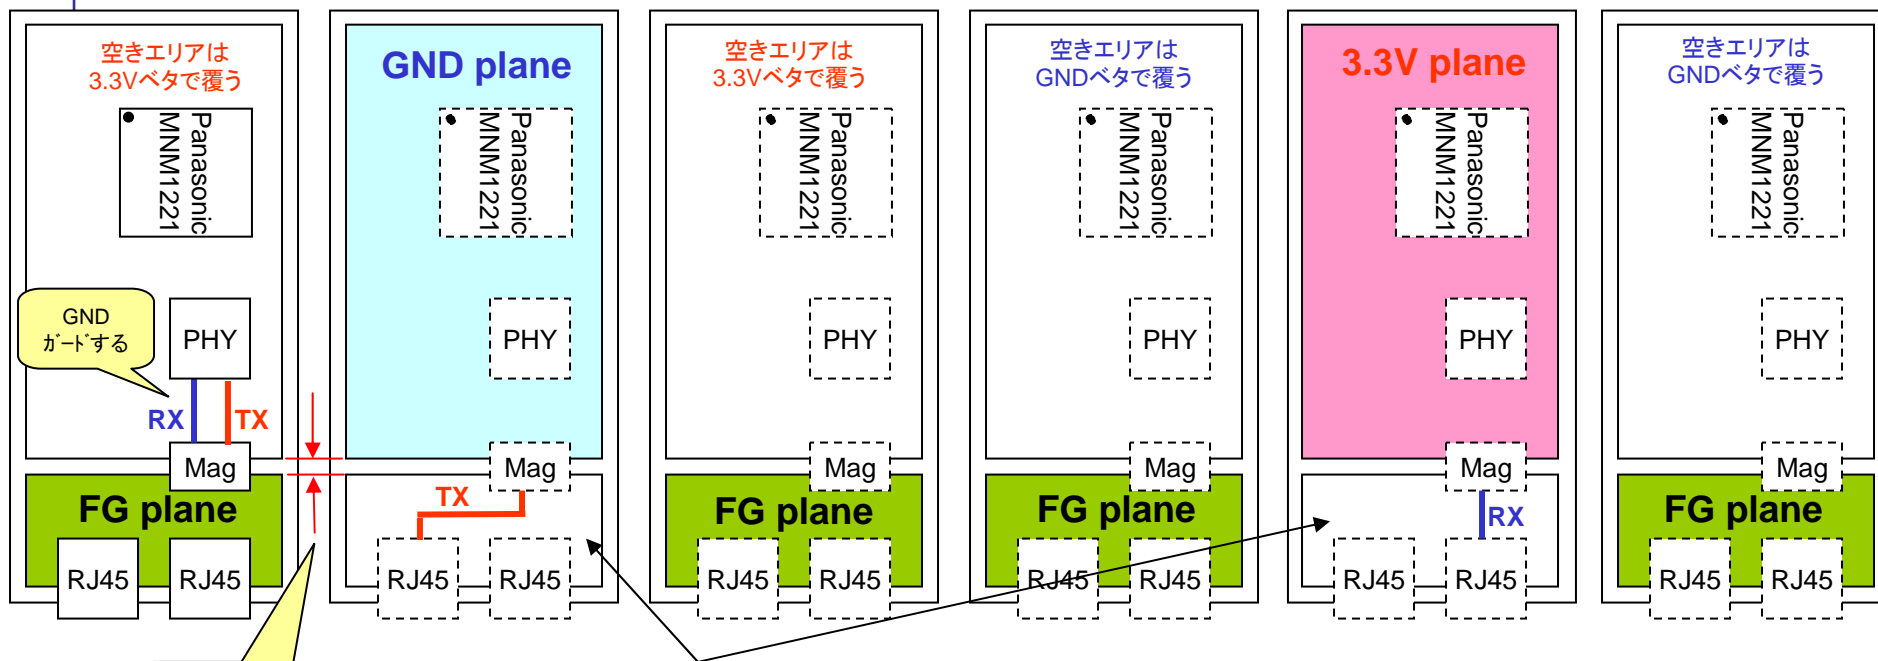 空きエリアは
3.3Vベタで覆う
Panasonic
MNM1221
GND
ガードする
PHY
RX
TX
Mag
FG plane
RJ45
RJ45
GND plane
Panasonic
MNM1221
PHY
Mag
TX
RJ45
RJ45
空きエリアは
3.3Vベタで覆う
Panasonic
MNM1221
PHY
Mag
FG plane
RJ45
RJ45
空きエリアは
GNDベタで覆う
Panasonic
MNM1221
PHY
Mag
FG plane
RJ45
RJ45
3.3V plane
Panasonic
MNM1221
PHY
Mag
RX
RJ45
RJ45
空きエリアは
GNDベタで覆う
Panasonic
MNM1221
PHY
Mag
FG plane
RJ45
RJ45